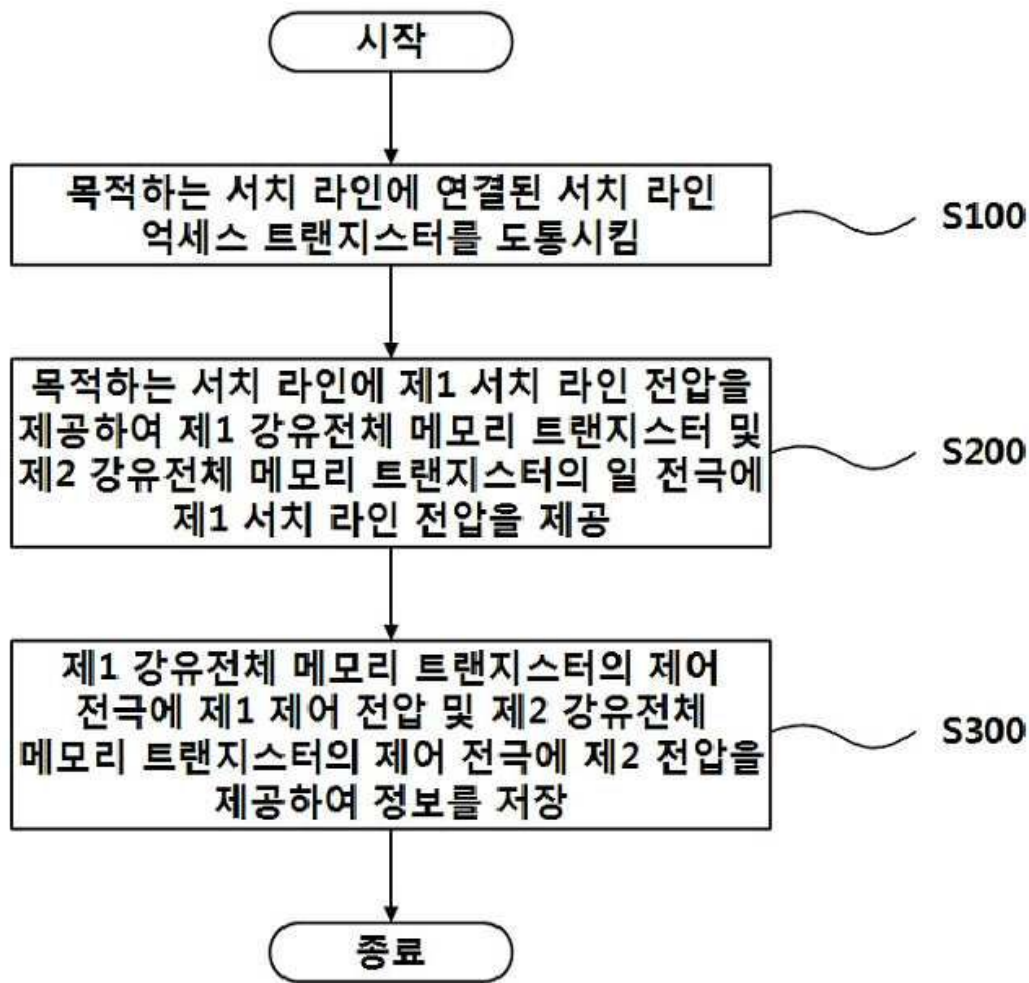 시작
목적하는 서치 라인에 연결된 서치 라인
억세스 트랜지스터를 도통시킴
S100
목적하는 서치 라인에 제1 서치 라인 전압을
제공하여 제1 강유전체 메모리 트랜지스터 및
제2 강유전체 메모리 트랜지스터의 일 전극에
제1 서치 라인 전압을 제공
S200
제1 강유전체 메모리 트랜지스터의 제어
전극에 제1 제어 전압 및 제2 강유전체
메모리 트랜지스터의 제어 전극에 제2 전압을
제공하여 정보를 저장
S300
종료